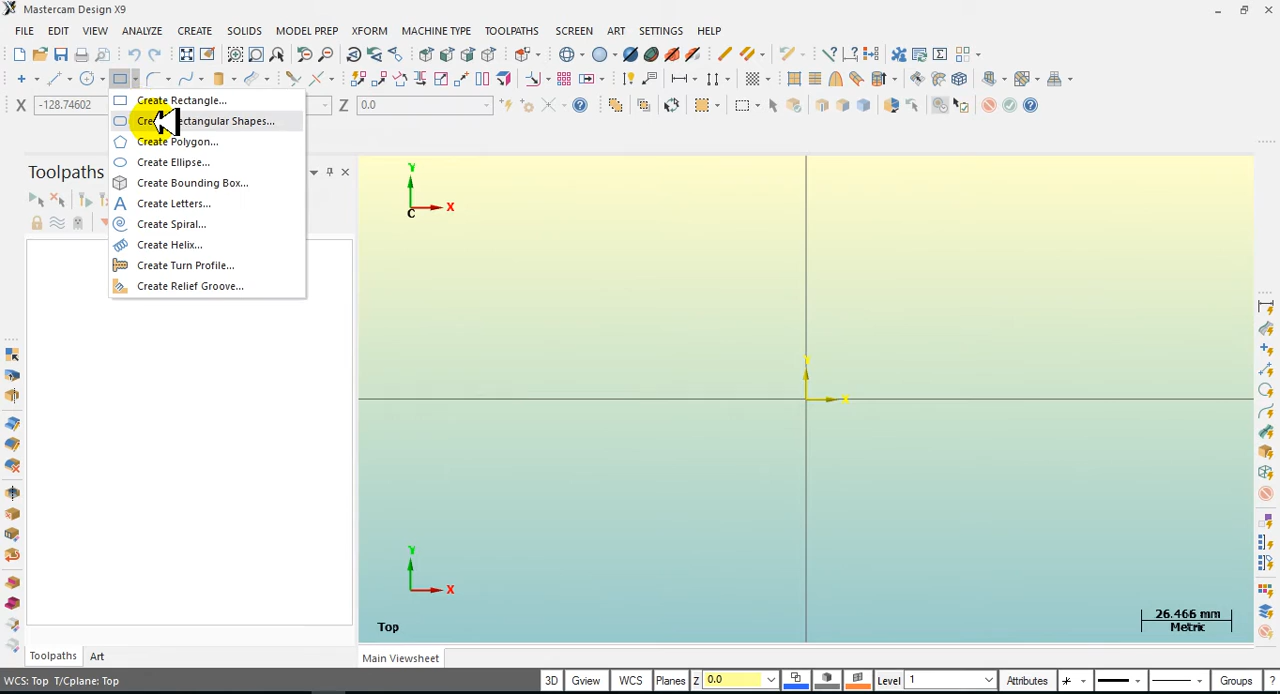 Mastercam Design X9
FILE EDIT VIEW ANALYZE CREATE SOLIDS MODEL PREP XFORM MACHINE TYPE TOOLPATHS SCREEN ART SETTINGS HELP
X -128.74602 Z 0.0
Create Rectangle...
Rectangular Shapes...
Create Polygon...
Create Ellipse...
Create Bounding Box...
Create Letters...
Create Spiral...
Create Helix...
Create Turn Profile...
Create Relief Groove...
Toolpaths
Y
X
C
Y
X
Y
X
Top
26.466 mm
Metric
Toolpaths Art
Main Viewsheet
WCS: Top T/Cplane: Top 3D Gview WCS Planes Z 0.0 Level 1 Attributes Groups ?